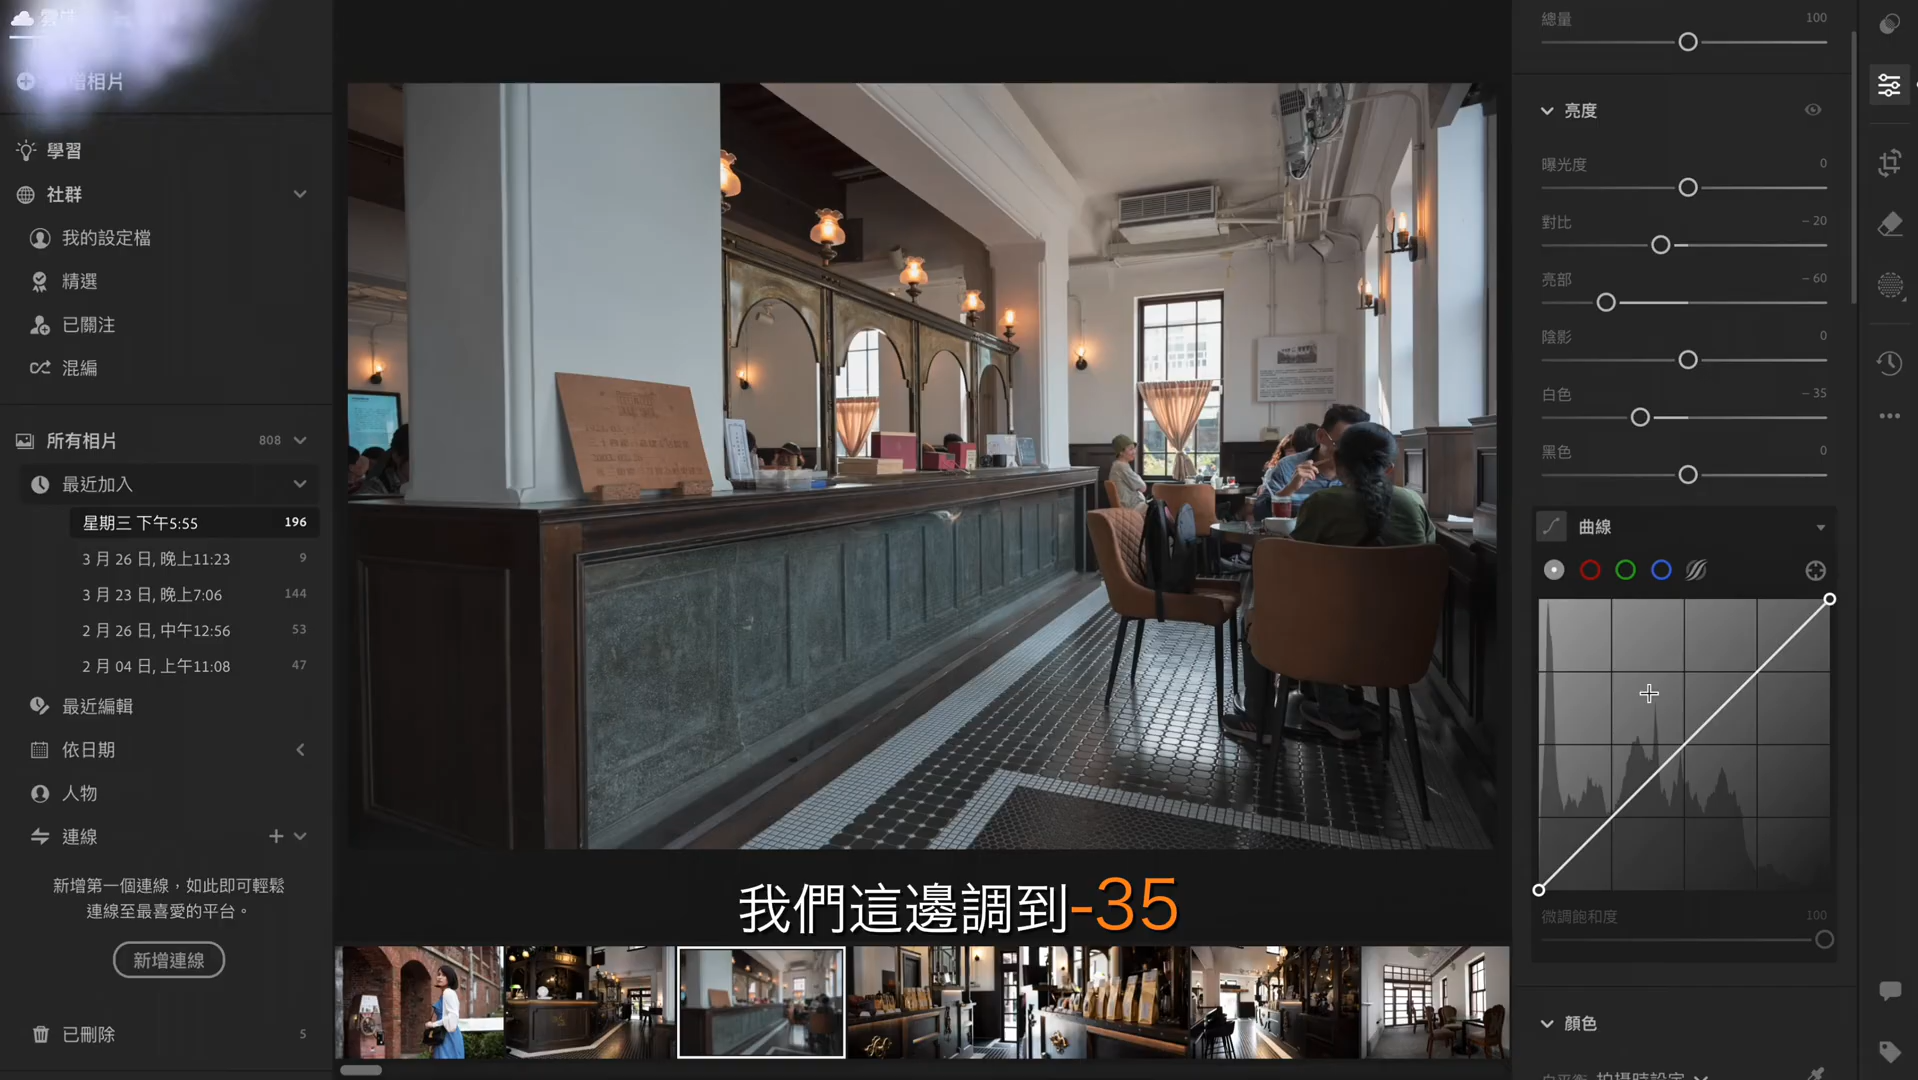 相片
學習
社群
我的設定檔
精選
已關注
混編
所有相片 808
最近加入
星期三 下午5:55 196
3 月 26 日, 晚上11:23 9
3 月 23 日, 晚上7:06 144
2 月 26 日, 中午12:56 53
2 月 04 日, 上午11:08 47
最近編輯
依日期
人物
連線
新增第一個連線，如此即可輕鬆
連線至最喜愛的平台。
新增連線
已刪除 5
我們這邊調到-35
總量 100
亮度
曝光度 0
對比 – 20
亮部 – 60
陰影 0
白色 – 35
黑色 0
曲線
微調飽和度 100
顏色